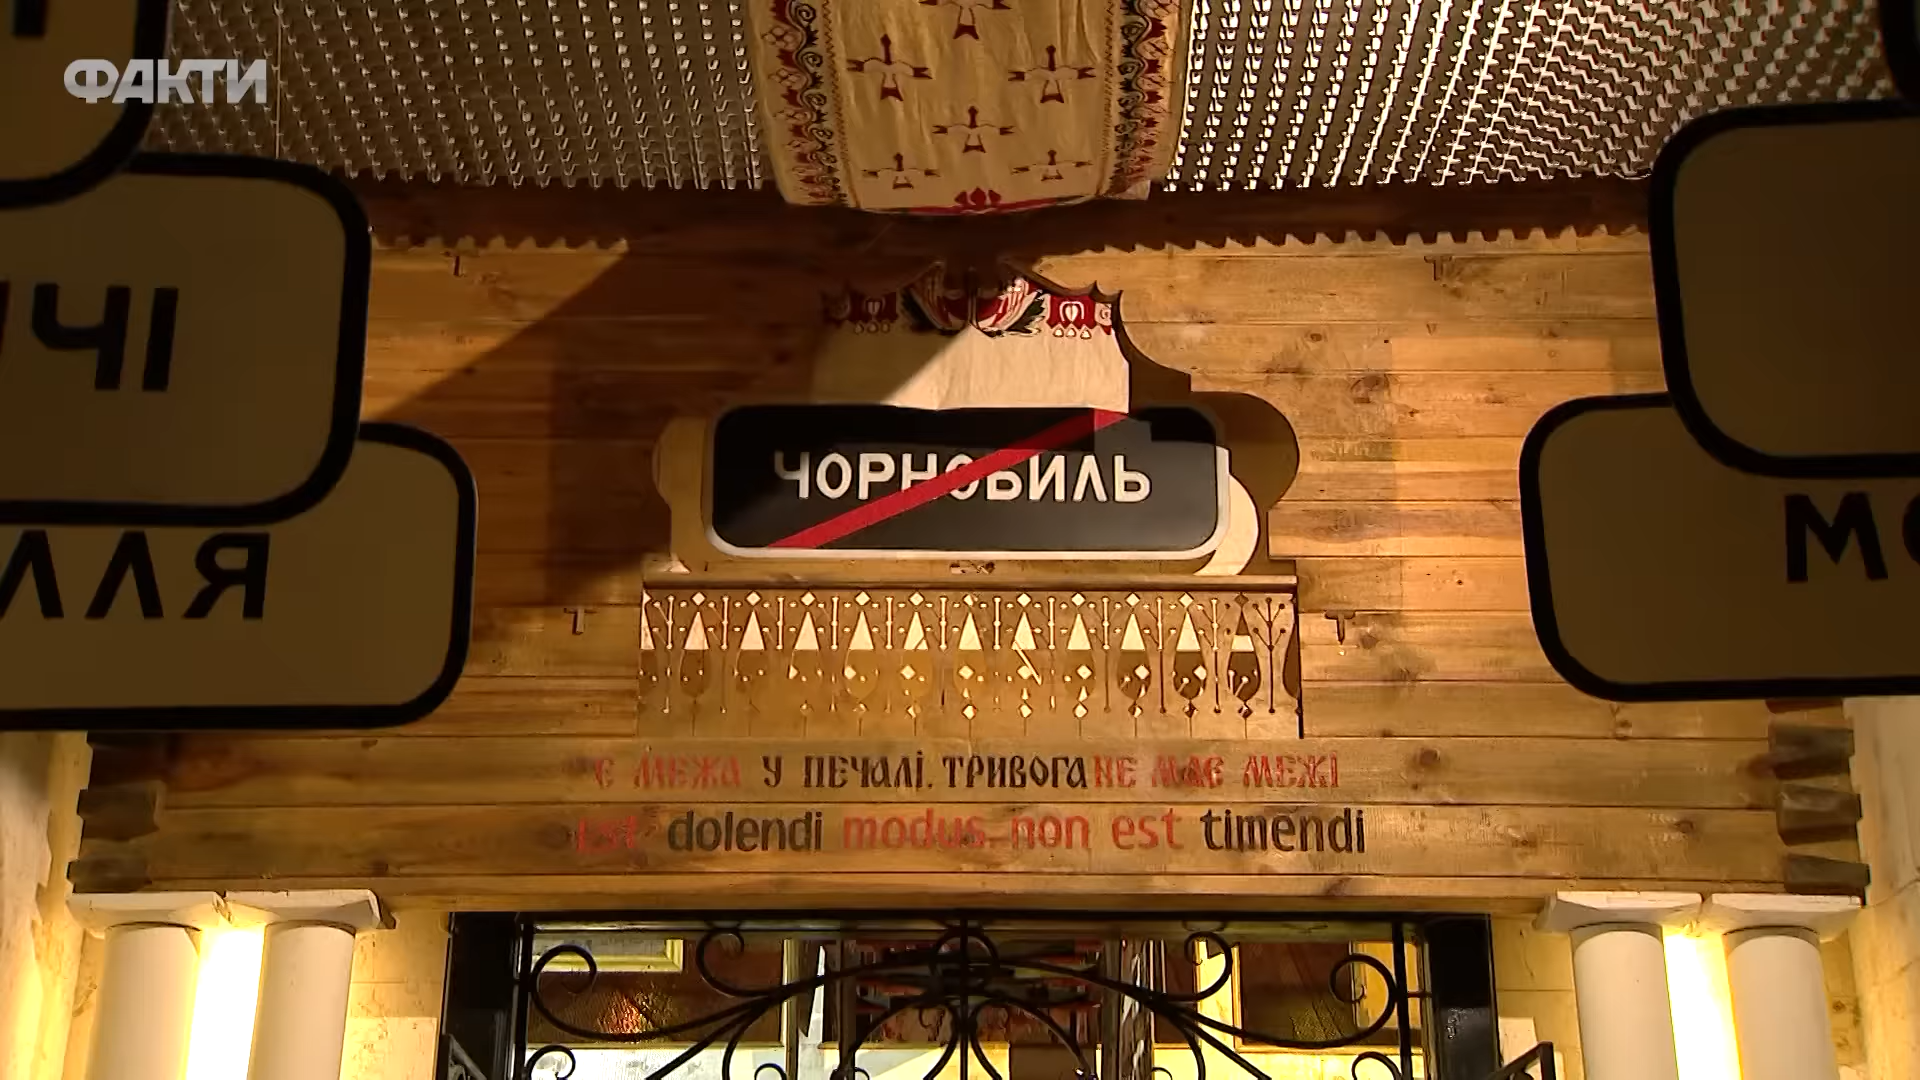 ФАКТИ
ЧІ
ЛЛЯ
ЧОРНОБИЛЬ
Є МЕЖА У ПЕЧАЛІ. ТРИВОГА НЕ МАЄ МЕЖІ
Est dolendi modus non est timendi